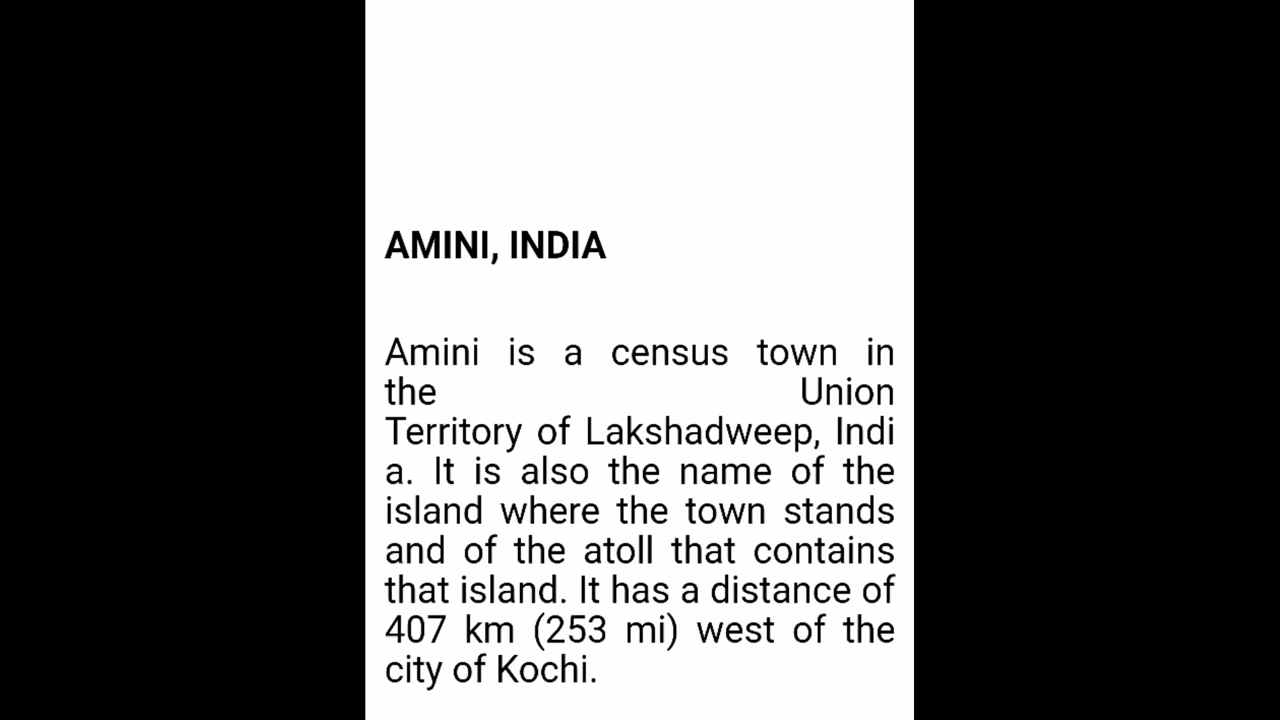 AMINI, INDIA
Amini is a census town in
the Union
Territory of Lakshadweep, Indi
a. It is also the name of the
island where the town stands
and of the atoll that contains
that island. It has a distance of
407 km (253 mi) west of the
city of Kochi.